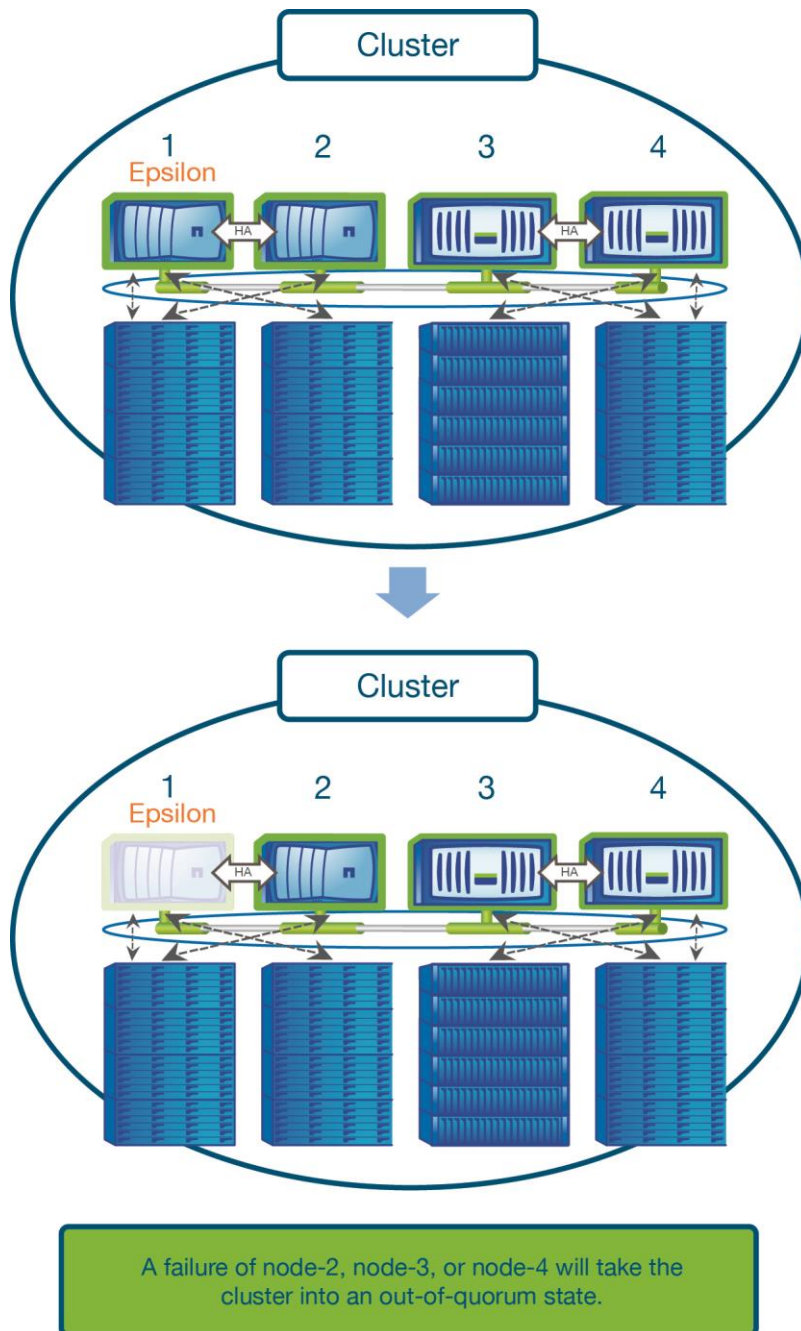 Cluster
1 2 3 4
Epsilon
HA HA
Cluster
1 2 3 4
Epsilon
HA HA
A failure of node-2, node-3, or node-4 will take the
cluster into an out-of-quorum state.